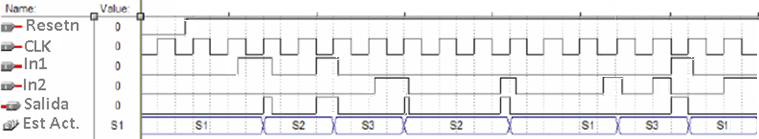 Name: Value:
Resetn 0
CLK 0
In1 0
In2 0
Salida 0
Est Act. S1 S1 S2 S3 S2 S1 S3 S1